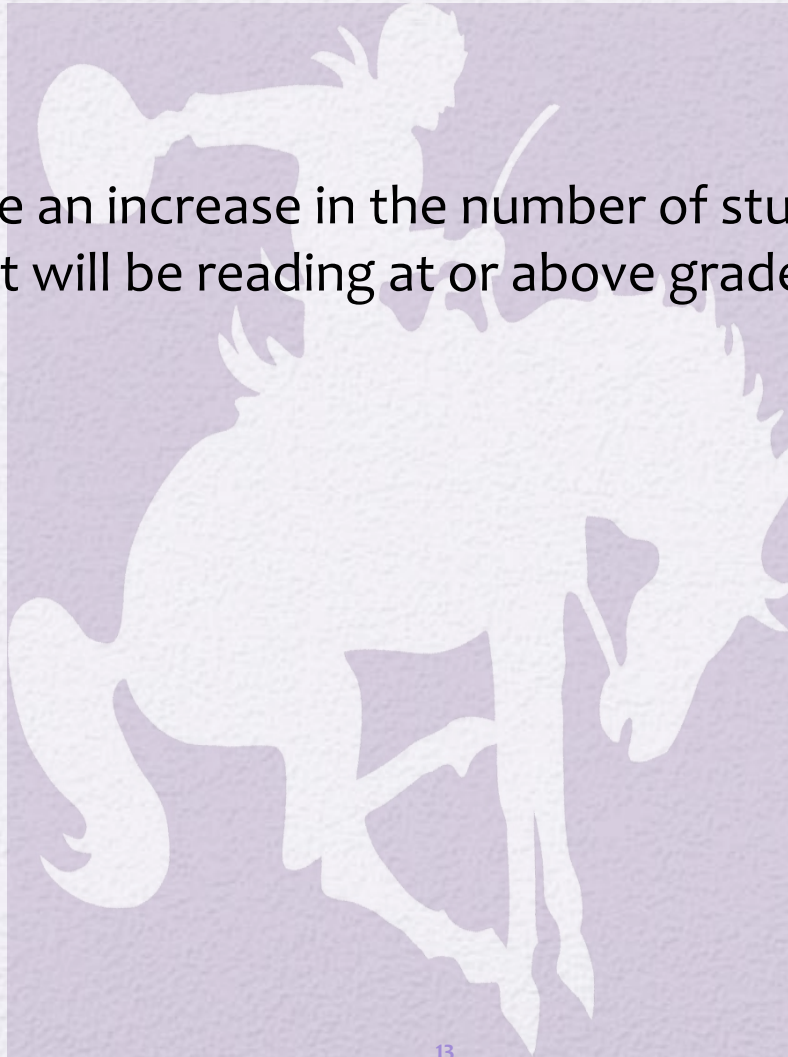 e an increase in the number of stu
t will be reading at or above grade
13